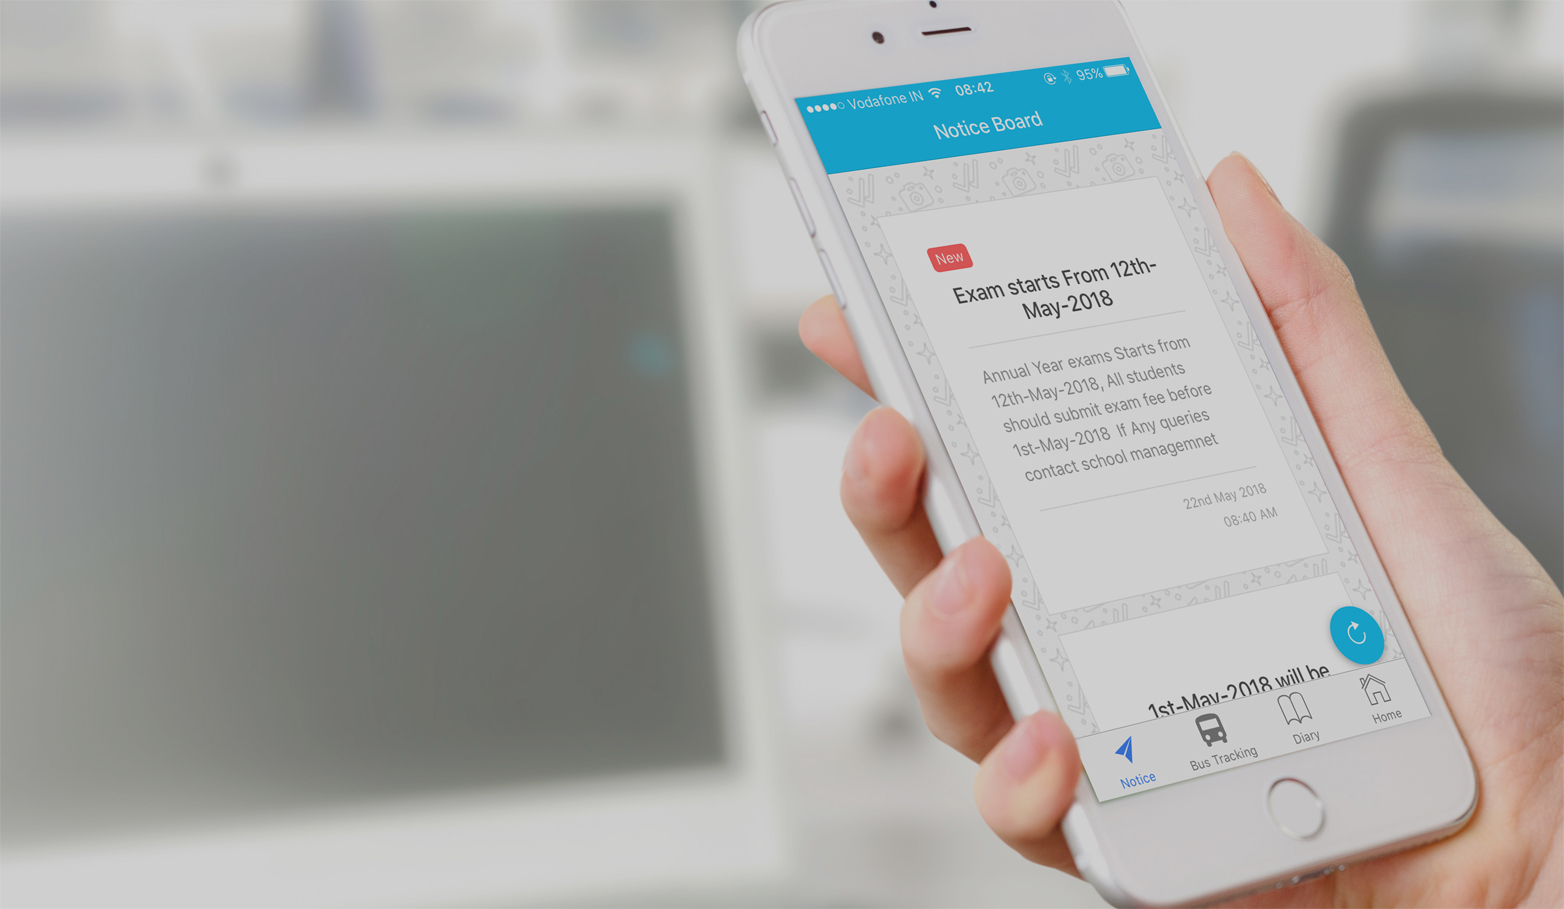 Vodafone IN 08:42 95%
Notice Board
New
Exam starts From 12th-
May-2018
Annual Year exams Starts from
12th-May-2018, All students
should submit exam fee before
1st-May-2018 If Any queries
contact school managemnet
22nd May 2018
08:40 AM
1st-May-2018 will be
Notice
Bus Tracking
Diary
Home